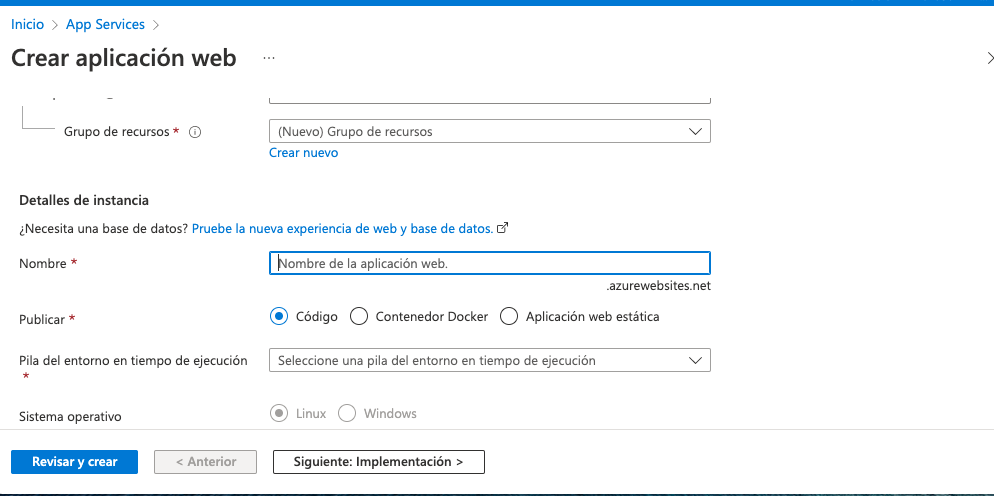 Inicio > App Services >
Crear aplicación web ...
Grupo de recursos *
(Nuevo) Grupo de recursos
Crear nuevo
Detalles de instancia
¿Necesita una base de datos? Pruebe la nueva experiencia de web y base de datos.
Nombre *
Nombre de la aplicación web.
.azurewebsites.net
Publicar *
Código Contenedor Docker Aplicación web estática
Pila del entorno en tiempo de ejecución
*
Seleccione una pila del entorno en tiempo de ejecución
Sistema operativo
Linux Windows
Revisar y crear
< Anterior
Siguiente: Implementación >